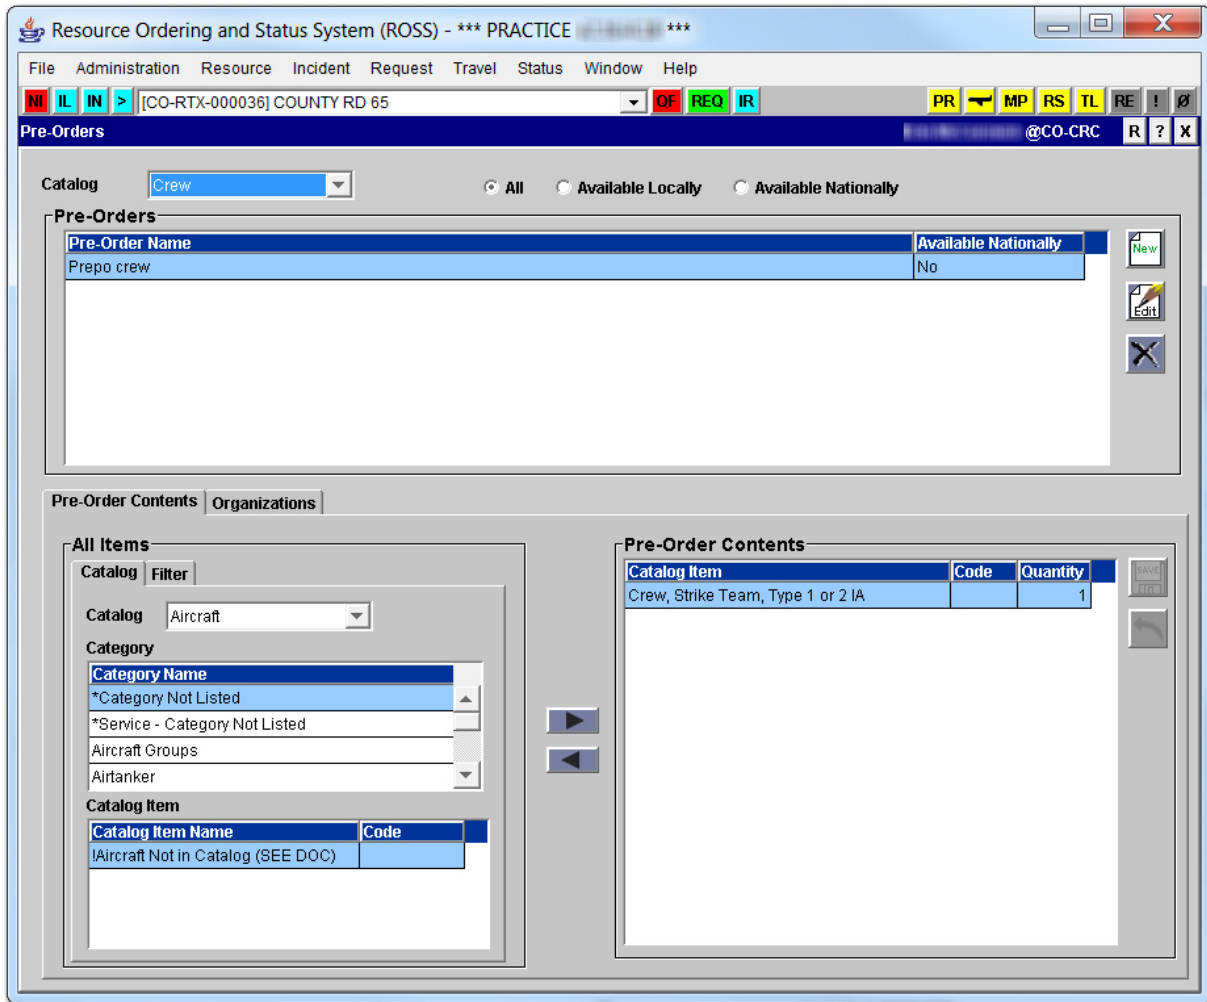 Resource Ordering and Status System (ROSS) - *** PRACTICE ***
File Administration Resource Incident Request Travel Status Window Help
NI IL IN > [CO-RTX-000036] COUNTY RD 65 QF REQ IR PR MP RS TL RE ! Ø
Pre-Orders @CO-CRC R ? X
Catalog Crew All Available Locally Available Nationally
Pre-Orders
Pre-Order Name Available Nationally
Prepo crew No
New
Edit
Pre-Order Contents Organizations
All Items
Catalog Filter
Catalog Aircraft
Category
Category Name
*Category Not Listed
*Service - Category Not Listed
Aircraft Groups
Airtanker
Catalog Item
Catalog Item Name Code
!Aircraft Not in Catalog (SEE DOC)
Pre-Order Contents
Catalog Item Code Quantity
Crew, Strike Team, Type 1 or 2 IA 1
SAVE